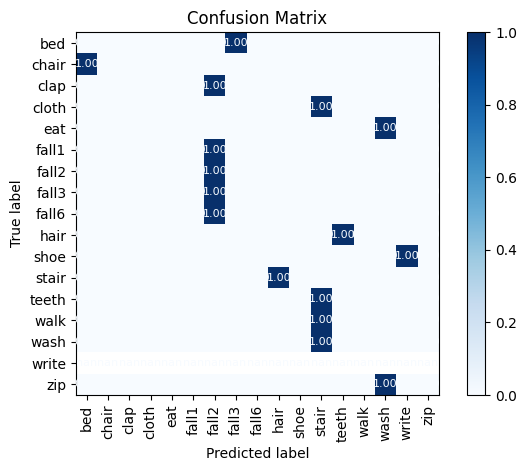 Confusion Matrix
bed 1.00
chair 1.00
clap 1.00
cloth 1.00
eat 1.00
fall1 1.00
fall2 1.00
fall3 1.00
fall6 1.00
hair 1.00
shoe 1.00
stair 1.00
teeth 1.00
walk 1.00
wash 1.00
write
zip 1.00
True label
bed chair clap cloth eat fall1 fall2 fall3 fall6 hair shoe stair teeth walk wash write zip
Predicted label
1.0
0.8
0.6
0.4
0.2
0.0